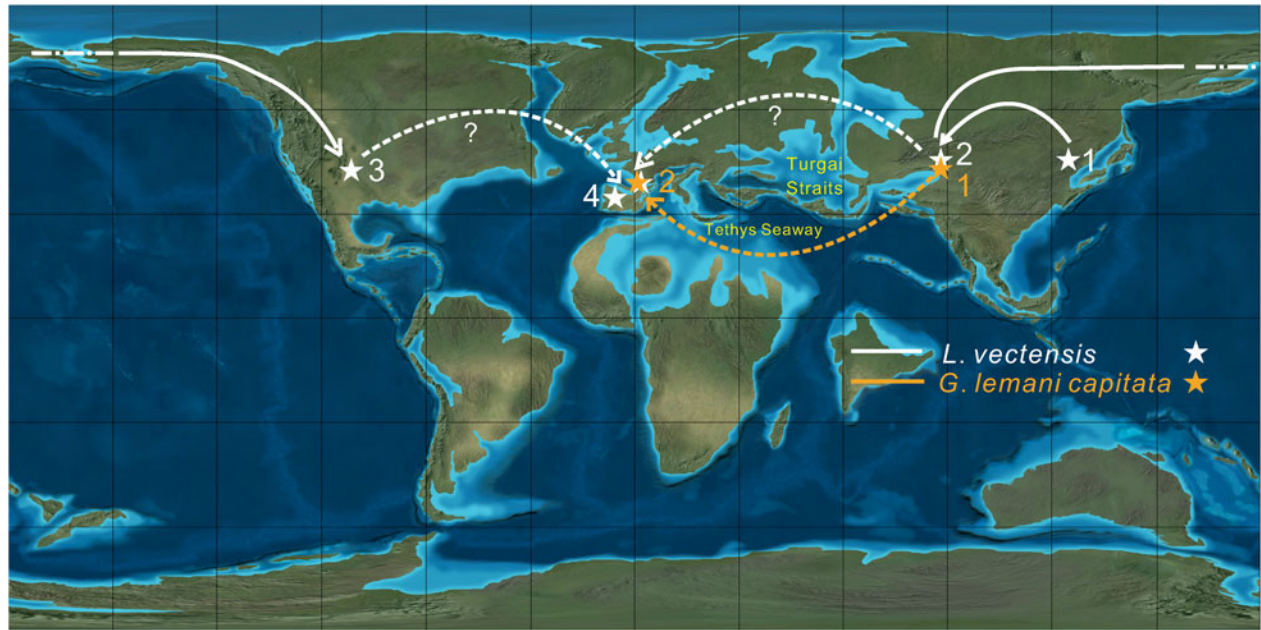 ?
?
3
4
2
2
1
1
Turgai
Straits
Tethys Seaway
L. vectensis
G. lemani capitata